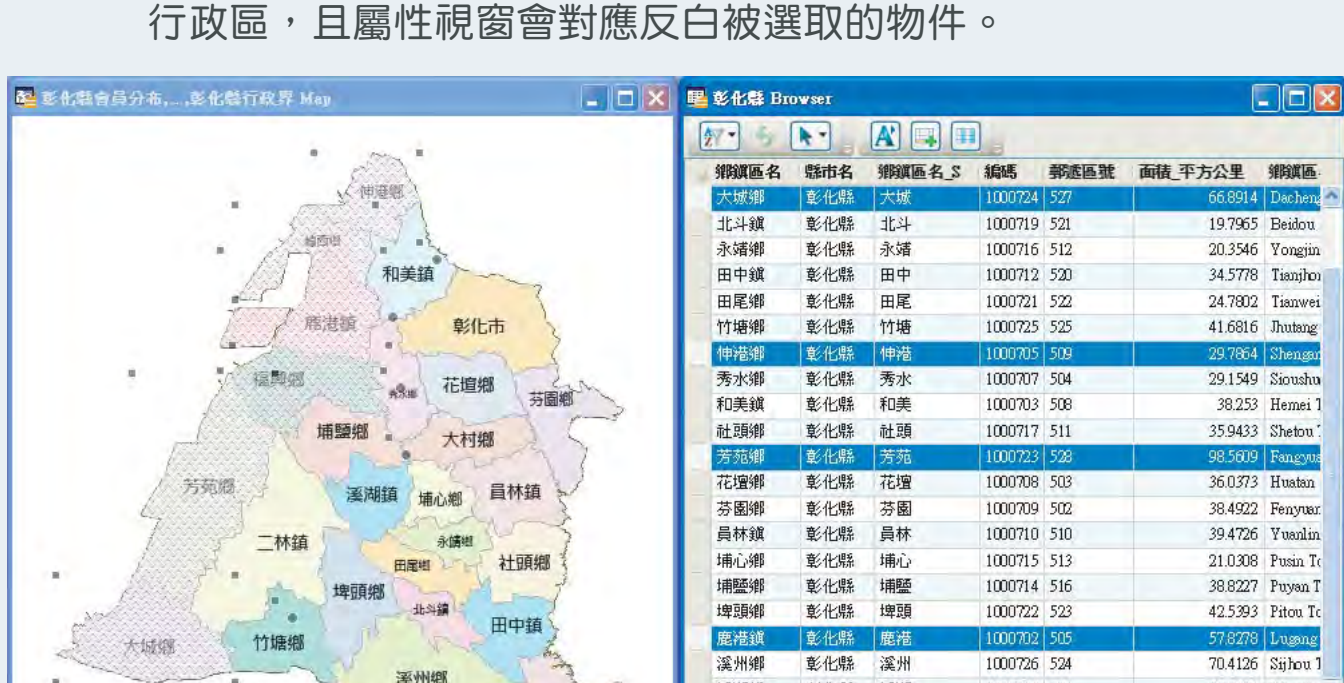 行政區，且屬性視窗會對應反白被選取的物件。
彰化縣會員分布,...,彰化縣行政界 Map
伸港鄉
和美鎮
鹿港鎮
彰化市
福興鄉
秀水鄉
花壇鄉
芬園鄉
埔鹽鄉
大村鄉
芳苑鄉
溪湖鎮
埔心鄉
員林鎮
二林鎮
永靖鄉
田尾鄉
社頭鄉
埤頭鄉
北斗鎮
田中鎮
大城鄉
竹塘鄉
溪州鄉
彰化縣 Browser
鄉鎮區名 縣市名 鄉鎮區名_S 編碼 郵遞區號 面積_平方公里 鄉鎮區
大城鄉 彰化縣 大城 1000724 527 66.8914 Dacheng
北斗鎮 彰化縣 北斗 1000719 521 19.7965 Beidou
永靖鄉 彰化縣 永靖 1000716 512 20.3546 Yongjin
田中鎮 彰化縣 田中 1000712 520 34.5778 Tianjhon
田尾鄉 彰化縣 田尾 1000721 522 24.7802 Tianwei
竹塘鄉 彰化縣 竹塘 1000725 525 41.6816 Jhutang
伸港鄉 彰化縣 伸港 1000705 509 29.7864 Shengan
秀水鄉 彰化縣 秀水 1000707 504 29.1549 Sioushu
和美鎮 彰化縣 和美 1000703 508 38.253 Hemei T
社頭鄉 彰化縣 社頭 1000717 511 35.9433 Shetou T
芳苑鄉 彰化縣 芳苑 1000723 528 98.5609 Fangyua
花壇鄉 彰化縣 花壇 1000708 503 36.0373 Huatan
芬園鄉 彰化縣 芬園 1000709 502 38.4922 Fenyuan
員林鎮 彰化縣 員林 1000710 510 39.4726 Yuanlin
埔心鄉 彰化縣 埔心 1000715 513 21.0308 Pusin To
埔鹽鄉 彰化縣 埔鹽 1000714 516 38.8227 Puyan T
埤頭鄉 彰化縣 埤頭 1000722 523 42.5393 Pitou To
鹿港鎮 彰化縣 鹿港 1000702 505 57.8278 Lugang
溪州鄉 彰化縣 溪州 1000726 524 70.4126 Sijhou T